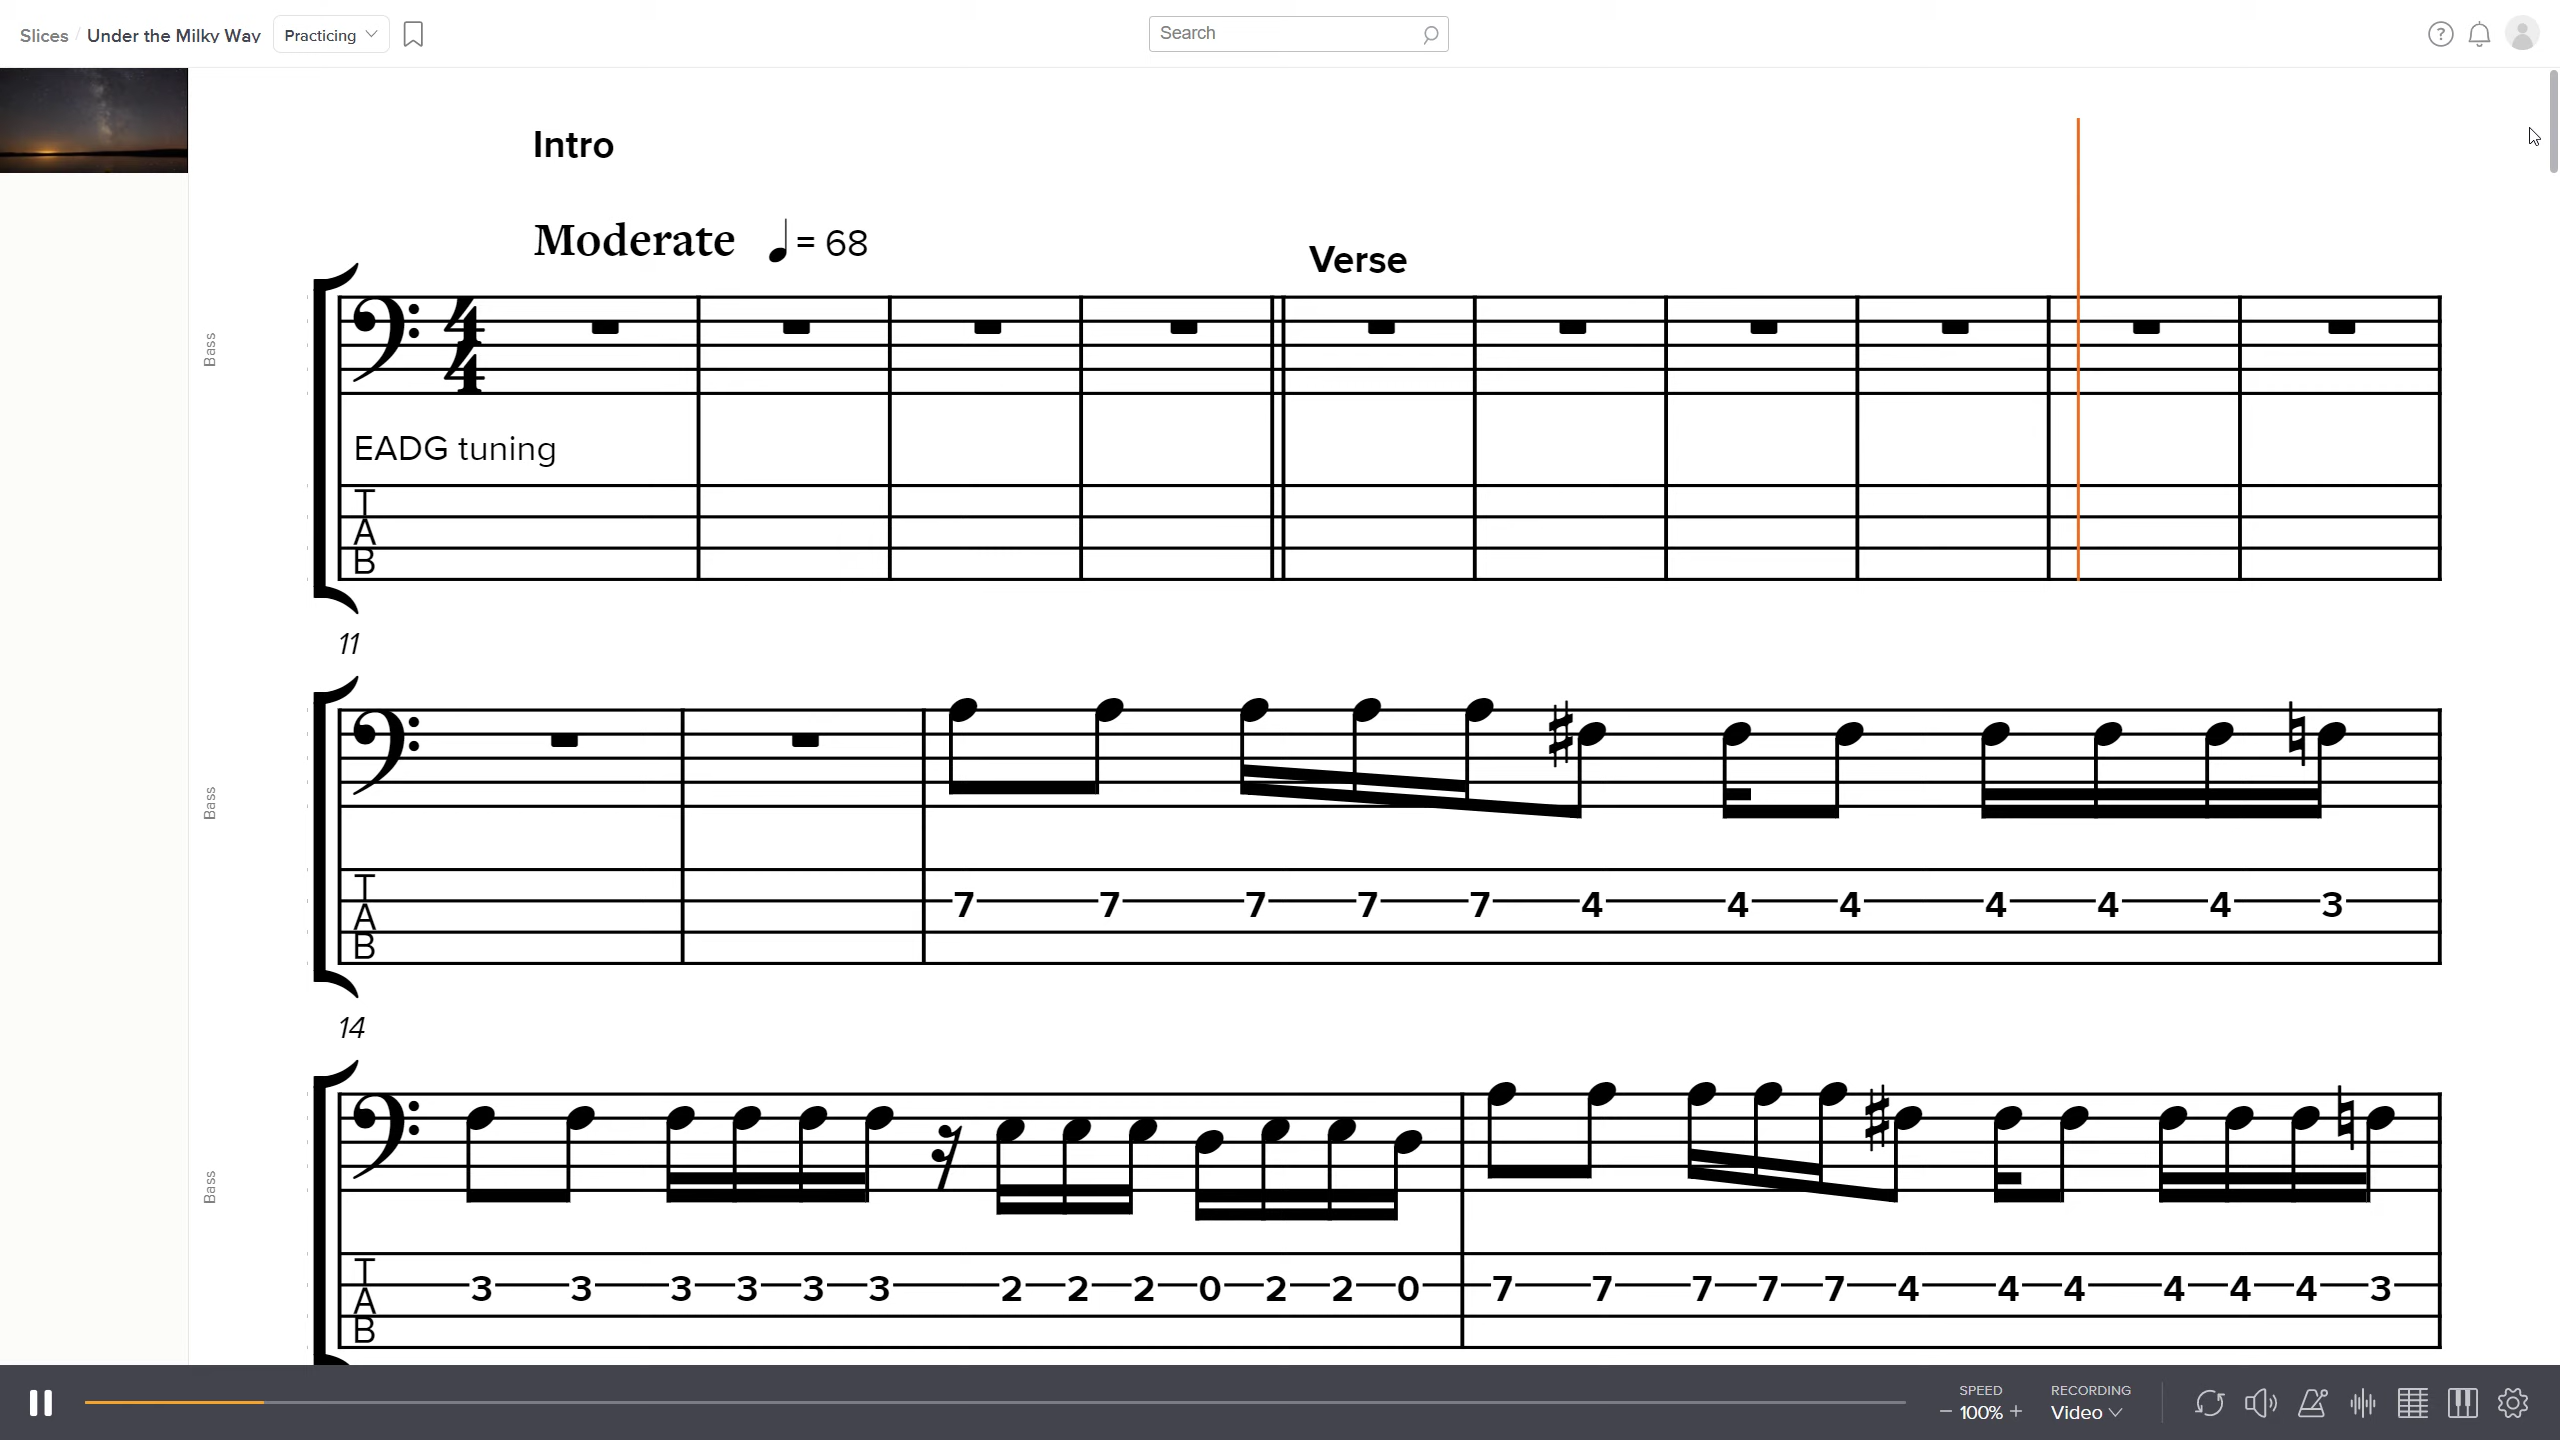 Slices / Under the Milky Way Practicing Search ?
Intro
Moderate = 68
Verse
Bass
4
4
EADG tuning
T
A
B
11
Bass
T
A
B
7 7 7 7 7 4 4 4 4 4 4 3
14
Bass
T
A
B
3 3 3 3 3 3 2 2 2 0 2 2 0 7 7 7 7 7 4 4 4 4 4 4 3
SPEED RECORDING
− 100% + Video